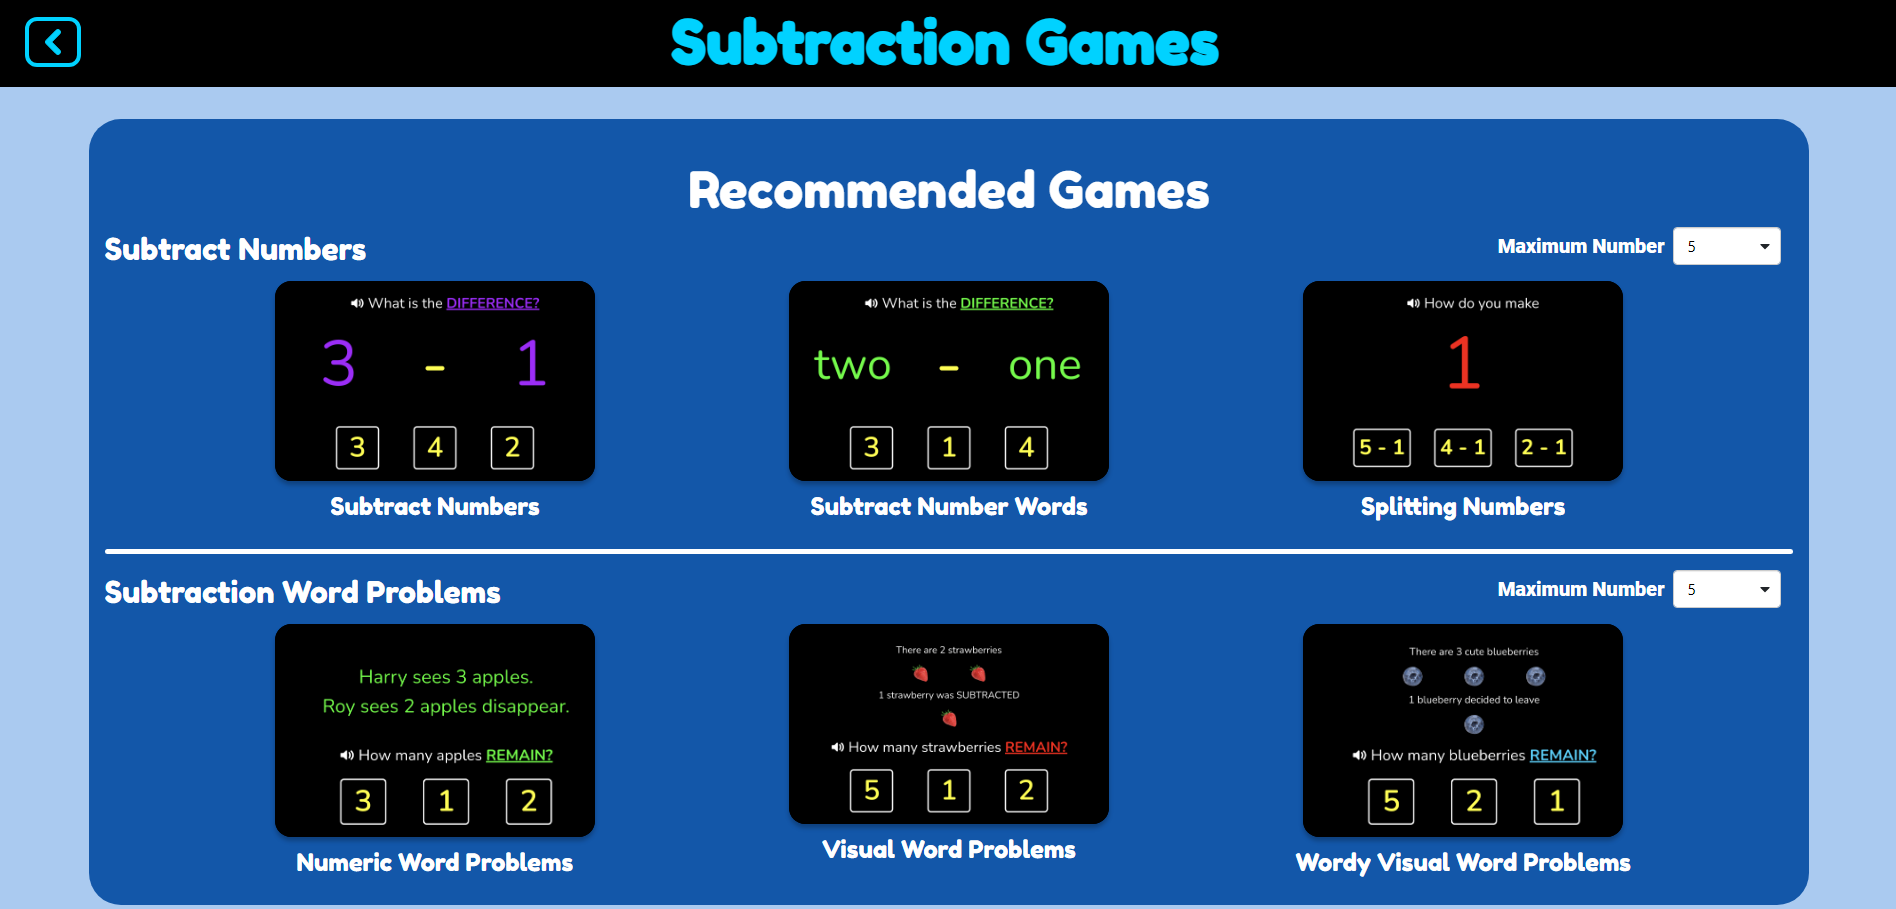 Subtraction Games
Recommended Games
Subtract Numbers
Maximum Number 5
What is the DIFFERENCE?
3 - 1
3 4 2
Subtract Numbers
What is the DIFFERENCE?
two - one
3 1 4
Subtract Number Words
How do you make
1
5 - 1 4 - 1 2 - 1
Splitting Numbers
Subtraction Word Problems
Maximum Number 5
Harry sees 3 apples.
Roy sees 2 apples disappear.
How many apples REMAIN?
3 1 2
Numeric Word Problems
There are 2 strawberries
1 strawberry was SUBTRACTED
How many strawberries REMAIN?
5 1 2
Visual Word Problems
There are 3 cute blueberries
1 blueberry decided to leave
How many blueberries REMAIN?
5 2 1
Wordy Visual Word Problems